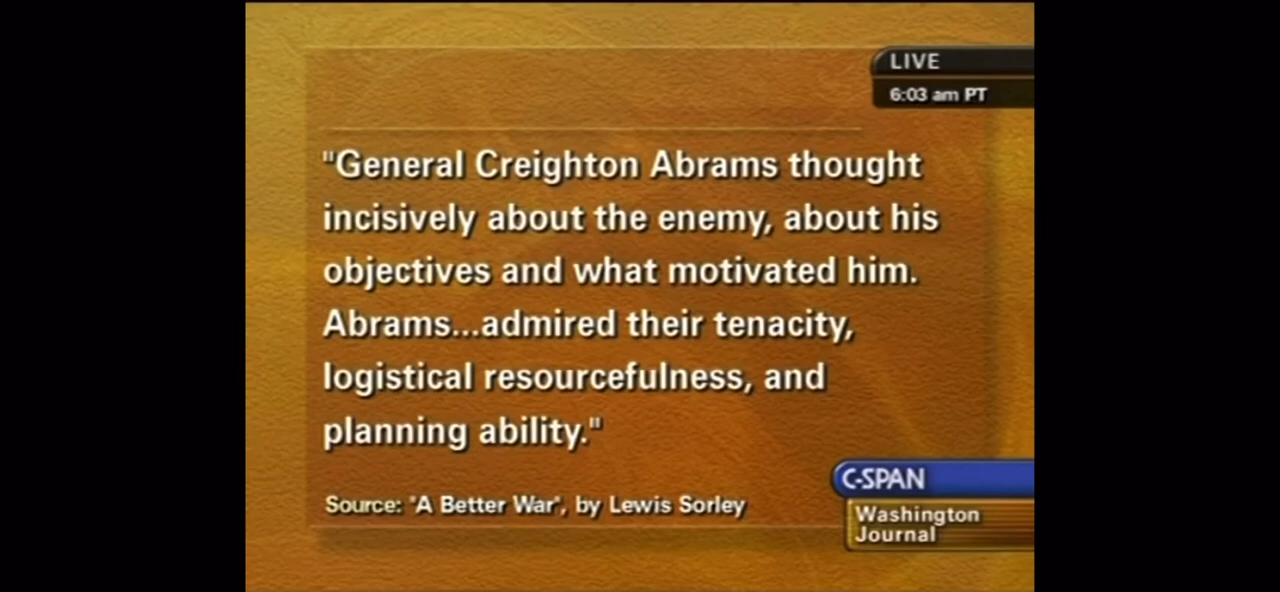 LIVE
6:03 am PT
"General Creighton Abrams thought
incisively about the enemy, about his
objectives and what motivated him.
Abrams...admired their tenacity,
logistical resourcefulness, and
planning ability."
Source: "A Better War", by Lewis Sorley
C-SPAN
Washington
Journal